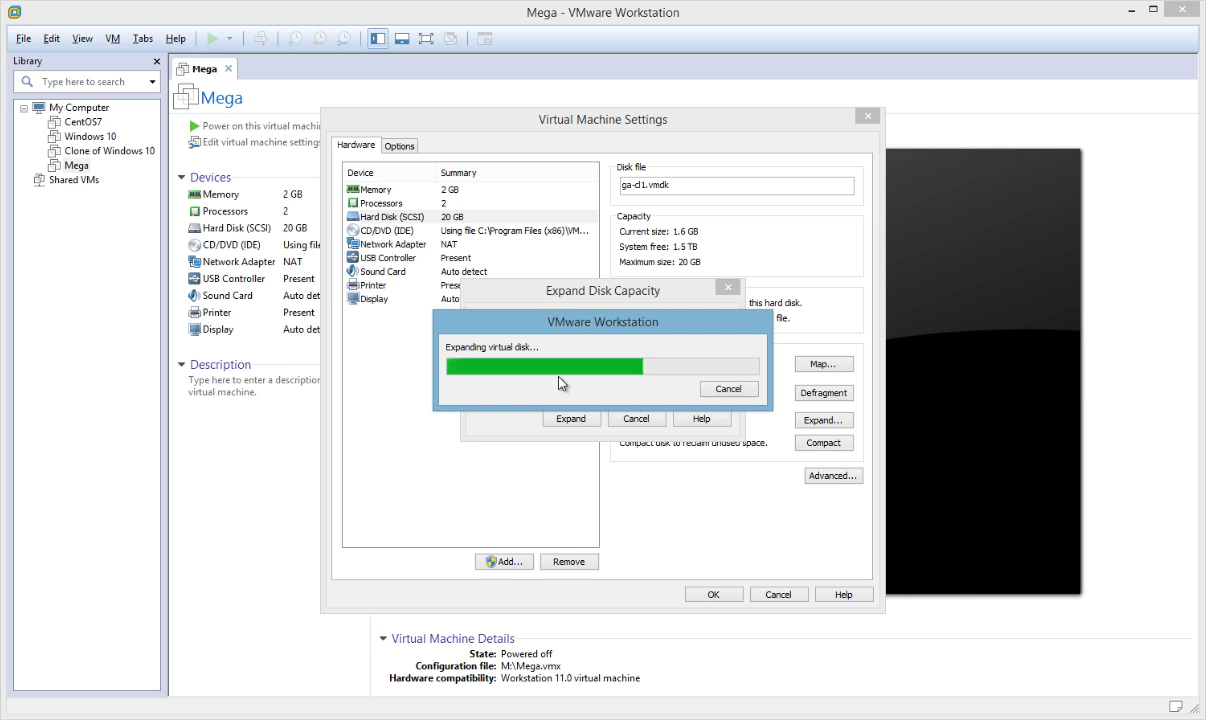 Mega - VMware Workstation
File Edit View VM Tabs Help
Library
Type here to search
My Computer
CentOS7
Windows 10
Clone of Windows 10
Mega
Shared VMs
Mega
Mega
Power on this virtual machi
Edit virtual machine settings
Devices
Memory 2 GB
Processors 2
Hard Disk (SCSI) 20 GB
CD/DVD (IDE) Using file
Network Adapter NAT
USB Controller Present
Sound Card Auto det
Printer Present
Display Auto det
Description
Type here to enter a description
virtual machine.
Virtual Machine Settings
Hardware Options
Device Summary
Memory 2 GB
Processors 2
Hard Disk (SCSI) 20 GB
CD/DVD (IDE) Using file C:\Program Files (x86)\VM...
Network Adapter NAT
USB Controller Present
Sound Card Auto detect
Printer Prese
Display Auto
Add... Remove
Disk file
ga-cl1.vmdk
Capacity
Current size: 1.6 GB
System free: 1.5 TB
Maximum size: 20 GB
this hard disk.
file.
Map...
Defragment
Expand...
Compact disk to reclaim unused space.
Compact
Advanced...
OK Cancel Help
Expand Disk Capacity
Expand Cancel Help
VMware Workstation
Expanding virtual disk...
Cancel
Virtual Machine Details
State: Powered off
Configuration file: M:\Mega.vmx
Hardware compatibility: Workstation 11.0 virtual machine